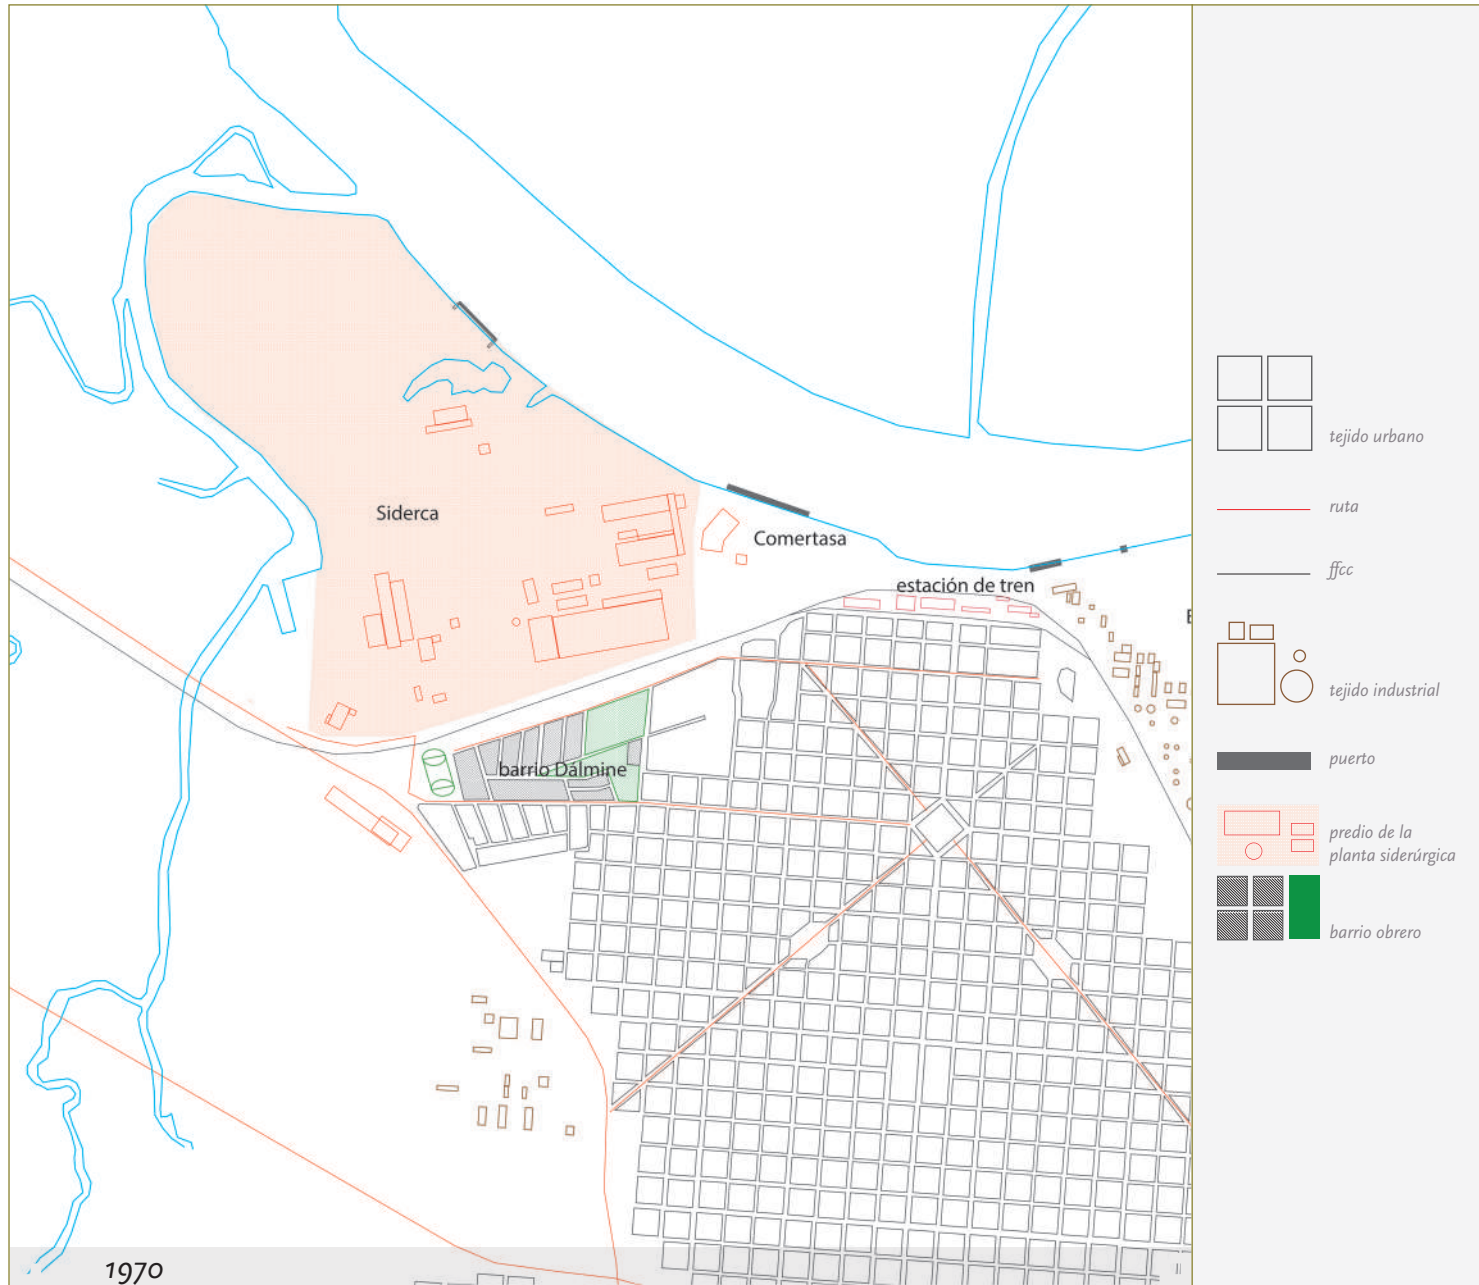 Siderca
Comertasa
estación de tren
barrio Dálmine
1970
tejido urbano
ruta
ffcc
tejido industrial
puerto
predio de la
planta siderúrgica
barrio obrero